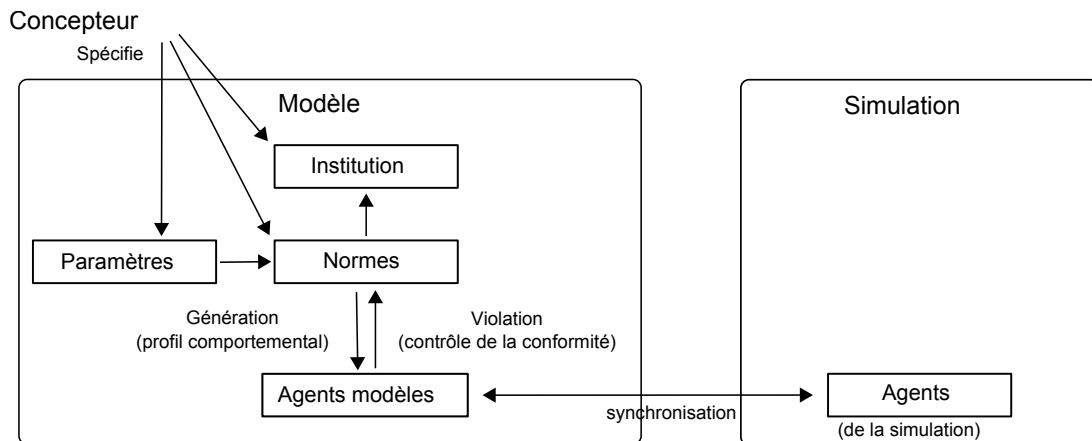 Concepteur
Spécifie
Modèle
Simulation
Institution
Paramètres
Normes
Génération
(profil comportemental)
Violation
(contrôle de la conformité)
Agents modèles
synchronisation
Agents
(de la simulation)